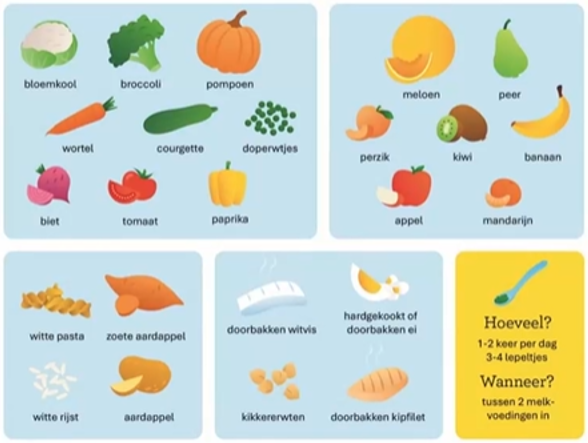 bloemkool
broccoli
pompoen
wortel
courgette
doperwtjes
biet
tomaat
paprika
meloen
peer
perzik
kiwi
banaan
appel
mandarijn
witte pasta
zoete aardappel
witte rijst
aardappel
doorbakken witvis
hardgekookt of
doorbakken ei
kikkererwten
doorbakken kipfilet
Hoeveel?
1-2 keer per dag
3-4 lepeltjes
Wanneer?
tussen 2 melk-
voedingen in